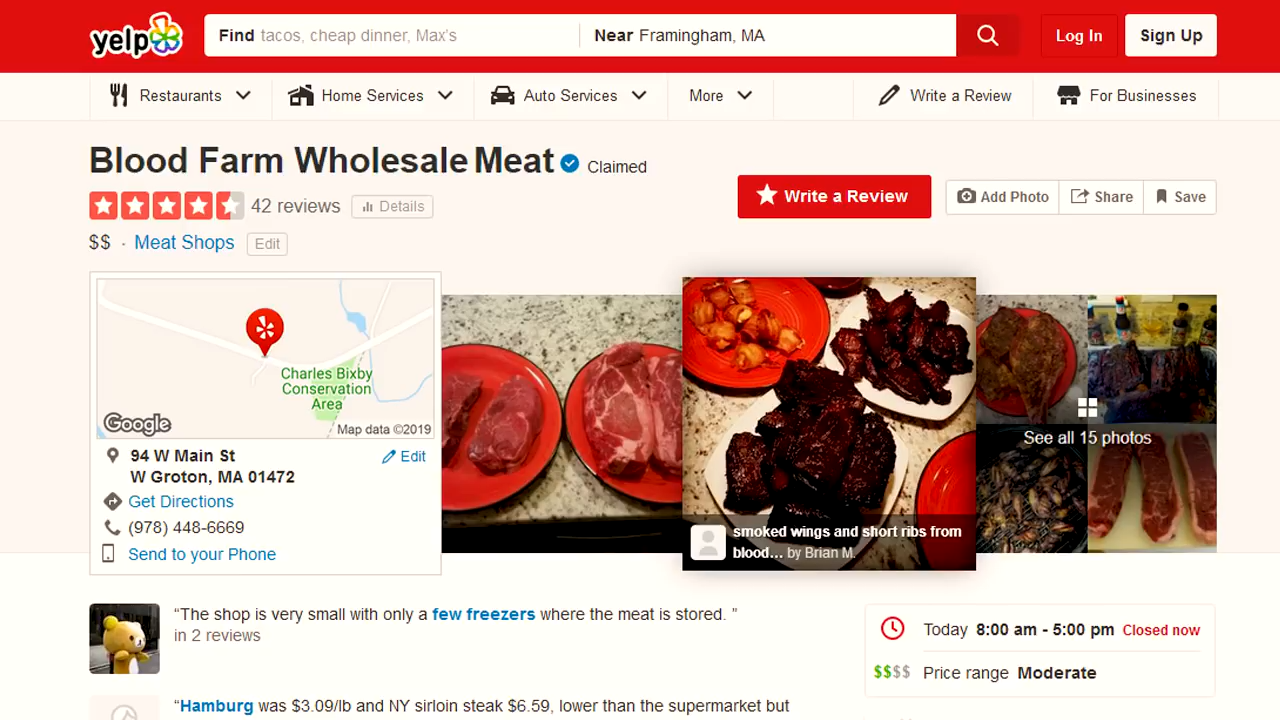 yelp
Find tacos, cheap dinner, Max's
Near Framingham, MA
Log In
Sign Up
Restaurants
Home Services
Auto Services
More
Write a Review
For Businesses
Blood Farm Wholesale Meat
Claimed
42 reviews
Details
$$ · Meat Shops
Edit
Write a Review
Add Photo
Share
Save
Charles Bixby
Conservation
Area
Google
Map data ©2019
94 W Main St
W Groton, MA 01472
Edit
Get Directions
(978) 448-6669
Send to your Phone
smoked wings and short ribs from
blood... by Brian M.
See all 15 photos
“The shop is very small with only a few freezers where the meat is stored. ”
in 2 reviews
Today 8:00 am - 5:00 pm Closed now
$$$$ Price range Moderate
“Hamburg was $3.09/lb and NY sirloin steak $6.59, lower than the supermarket but